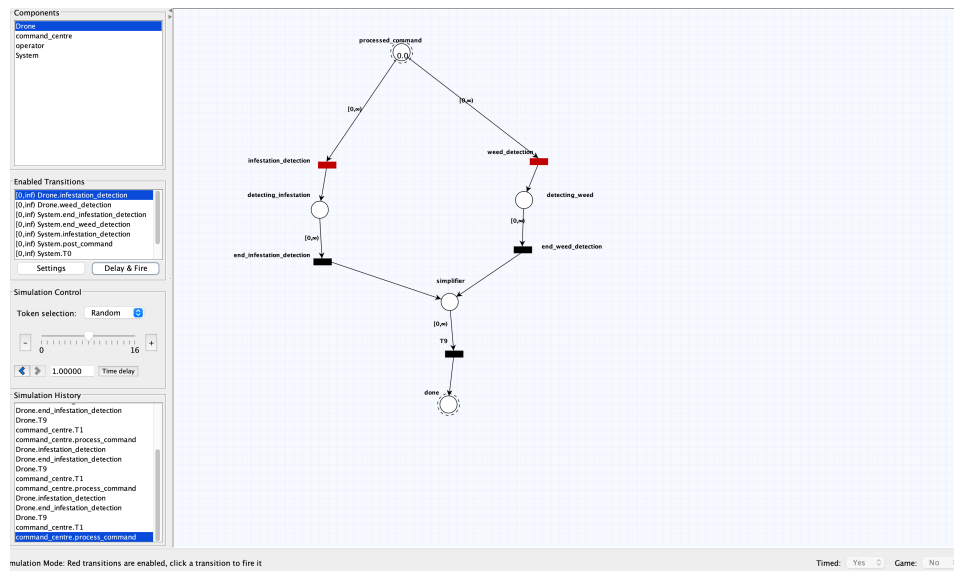 Components
Drone
command_centre
operator
System
Enabled Transitions
[0,inf) Drone.infestation_detection
[0,inf) Drone.weed_detection
[0,inf) System.end_infestation_detection
[0,inf) System.end_weed_detection
[0,inf) System.infestation_detection
[0,inf) System.post_command
[0,inf) System.T0
Settings
Delay & Fire
Simulation Control
Token selection:
Random
-
+
0
16
1.00000
Time delay
Simulation History
Drone.end_infestation_detection
Drone.T9
command_centre.T1
command_centre.process_command
Drone.infestation_detection
Drone.end_infestation_detection
Drone.T9
command_centre.T1
command_centre.process_command
Drone.infestation_detection
Drone.end_infestation_detection
Drone.T9
command_centre.T1
command_centre.process_command
processed_command
0.0
[0,∞)
[0,∞)
infestation_detection
weed_detection
detecting_infestation
detecting_weed
[0,∞)
[0,∞)
end_infestation_detection
end_weed_detection
simplifier
[0,∞)
T9
done
mulation Mode: Red transitions are enabled, click a transition to fire it
Timed:
Yes
Game:
No